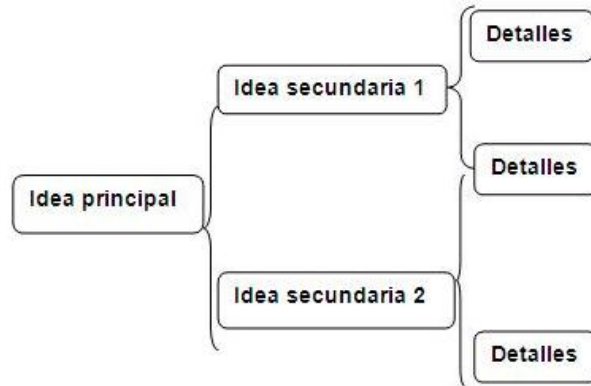 Detalles
Idea secundaria 1
Detalles
Idea principal
Idea secundaria 2
Detalles